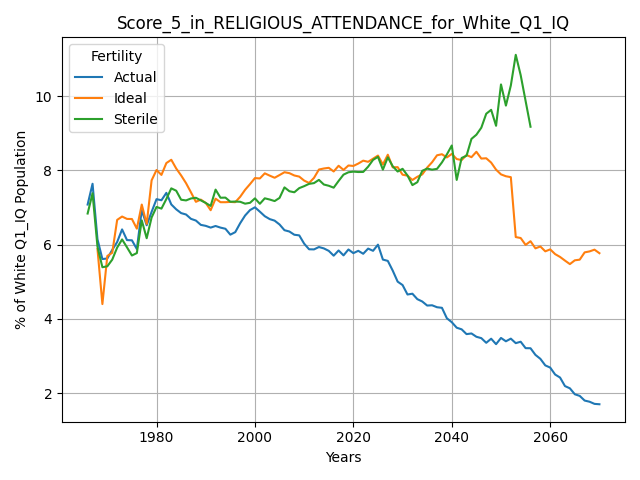 Score_5_in_RELIGIOUS_ATTENDANCE_for_White_Q1_IQ
Fertility
Actual
Ideal
Sterile
% of White Q1_IQ Population
10
8
6
4
2
1980
2000
2020
2040
2060
Years